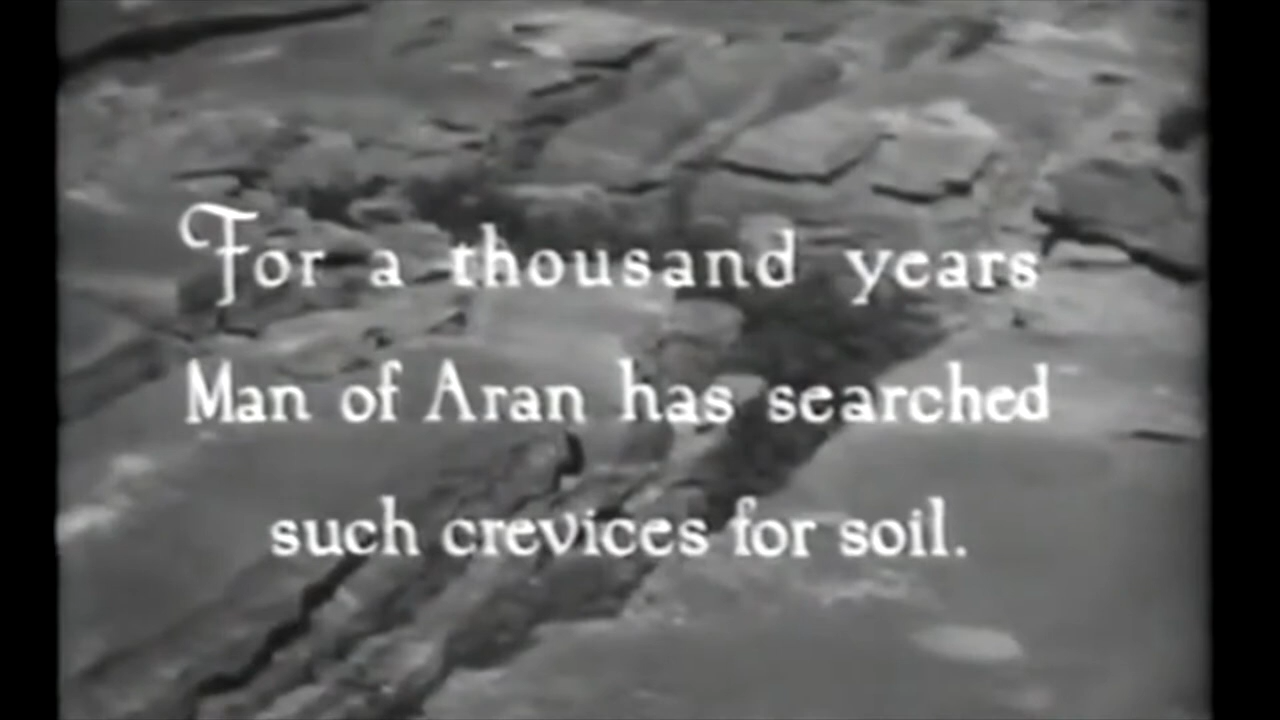 For a thousand years
Man of Aran has searched
such crevices for soil.